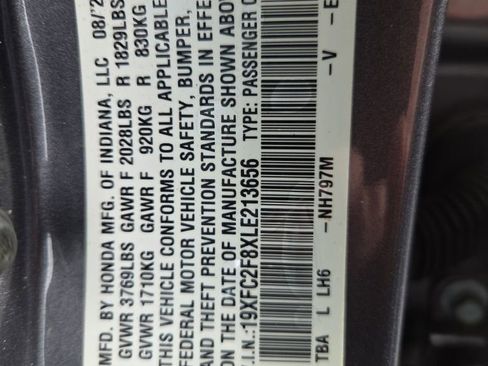 MFD. BY HONDA MFG. OF INDIANA, LLC 08/2
GVWR 3769LBS GAWR F 2028LBS R 1829LBS
GVWR 1710KG GAWR F 920KG R 830KG
THIS VEHICLE CONFORMS TO ALL APPLICABLE
FEDERAL MOTOR VEHICLE SAFETY, BUMPER,
AND THEFT PREVENTION STANDARDS IN EFFE
ON THE DATE OF MANUFACTURE SHOWN ABOV
V.I.N.:19XFC2F8XLE213656 TYPE: PASSENGER C
TBA L LH6 -NH797M -V -E